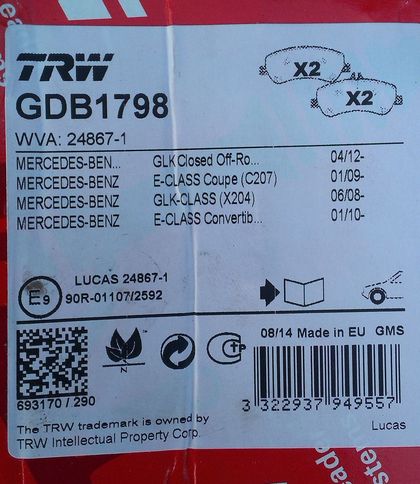 TRW
GDB1798
X2
X2
WVA: 24867-1
MERCEDES-BEN... GLK Closed Off-Ro... 04/12-
MERCEDES-BENZ E-CLASS Coupe (C207) 01/09-
MERCEDES-BENZ GLK-CLASS (X204) 06/08-
MERCEDES-BENZ E-CLASS Convertib... 01/10-
LUCAS 24867-1
E9 90R-01107/2592
N
08/14 Made in EU GMS
693170 / 290
3 322937 949557
The TRW trademark is owned by
TRW Intellectual Property Corp.
Lucas